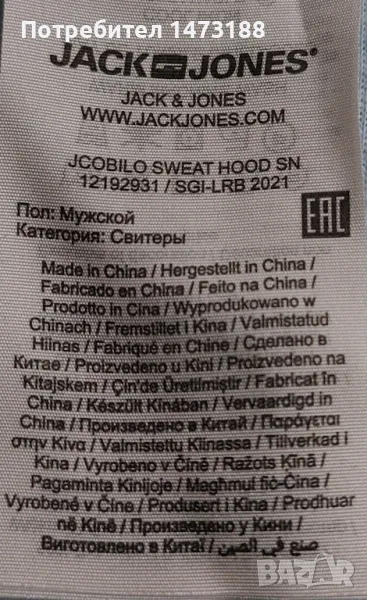 Потребител 1473188
JACK JONES®
JACK & JONES
WWW.JACKJONES.COM
JCOBILO SWEAT HOOD SN
12192931 / SGI-LRB 2021
Пол: Мужской
Категория: Свитеры
EAC
Made in China / Hergestellt in China /
Fabricado en China / Feito na China /
Prodotto in Cina / Wyprodukowano w
Chinach / Fremstillet i Kina / Valmistatud
Hiinas / Fabriqué en Chine / Сделано в
Китае / Proizvedeno u Kini / Proizvedeno na
Kitajskem / Çin'de Üretilmiştir / Fabricat în
China / Készült Kínában / Vervaardigd in
China / Произведено в Китай / Παράγεται
στην Κίνα / Valmistettu Kiinassa / Tillverkad i
Kina / Vyrobeno v Číně / Ražots Ķīnā /
Pagaminta Kinijoje / Magħmul fiċ-Ċina /
Vyrobené v Číne / Produsert i Kina / Prodhuar
në Kinë / Произведено у Кини /
Виготовлено в Китаї / صنع في الصين
BAZAR